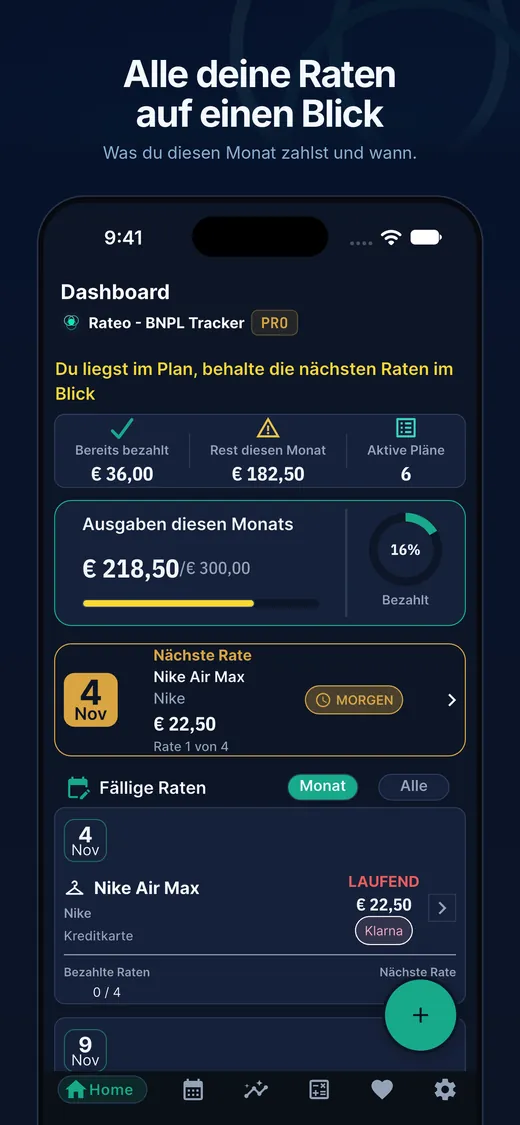 Alle deine Raten
auf einen Blick
Was du diesen Monat zahlst und wann.
9:41
Dashboard
Rateo - BNPL Tracker PRO
Du liegst im Plan, behalte die nächsten Raten im
Blick
Bereits bezahlt
€ 36,00
Rest diesen Monat
€ 182,50
Aktive Pläne
6
Ausgaben diesen Monats
€ 218,50/€ 300,00
16%
Bezahlt
4
Nov
Nächste Rate
Nike Air Max
Nike
€ 22,50
Rate 1 von 4
MORGEN
Fällige Raten
Monat
Alle
4
Nov
Nike Air Max
Nike
Kreditkarte
LAUFEND
€ 22,50
Klarna
Bezahlte Raten
0 / 4
Nächste Rate
9
Nov
Home